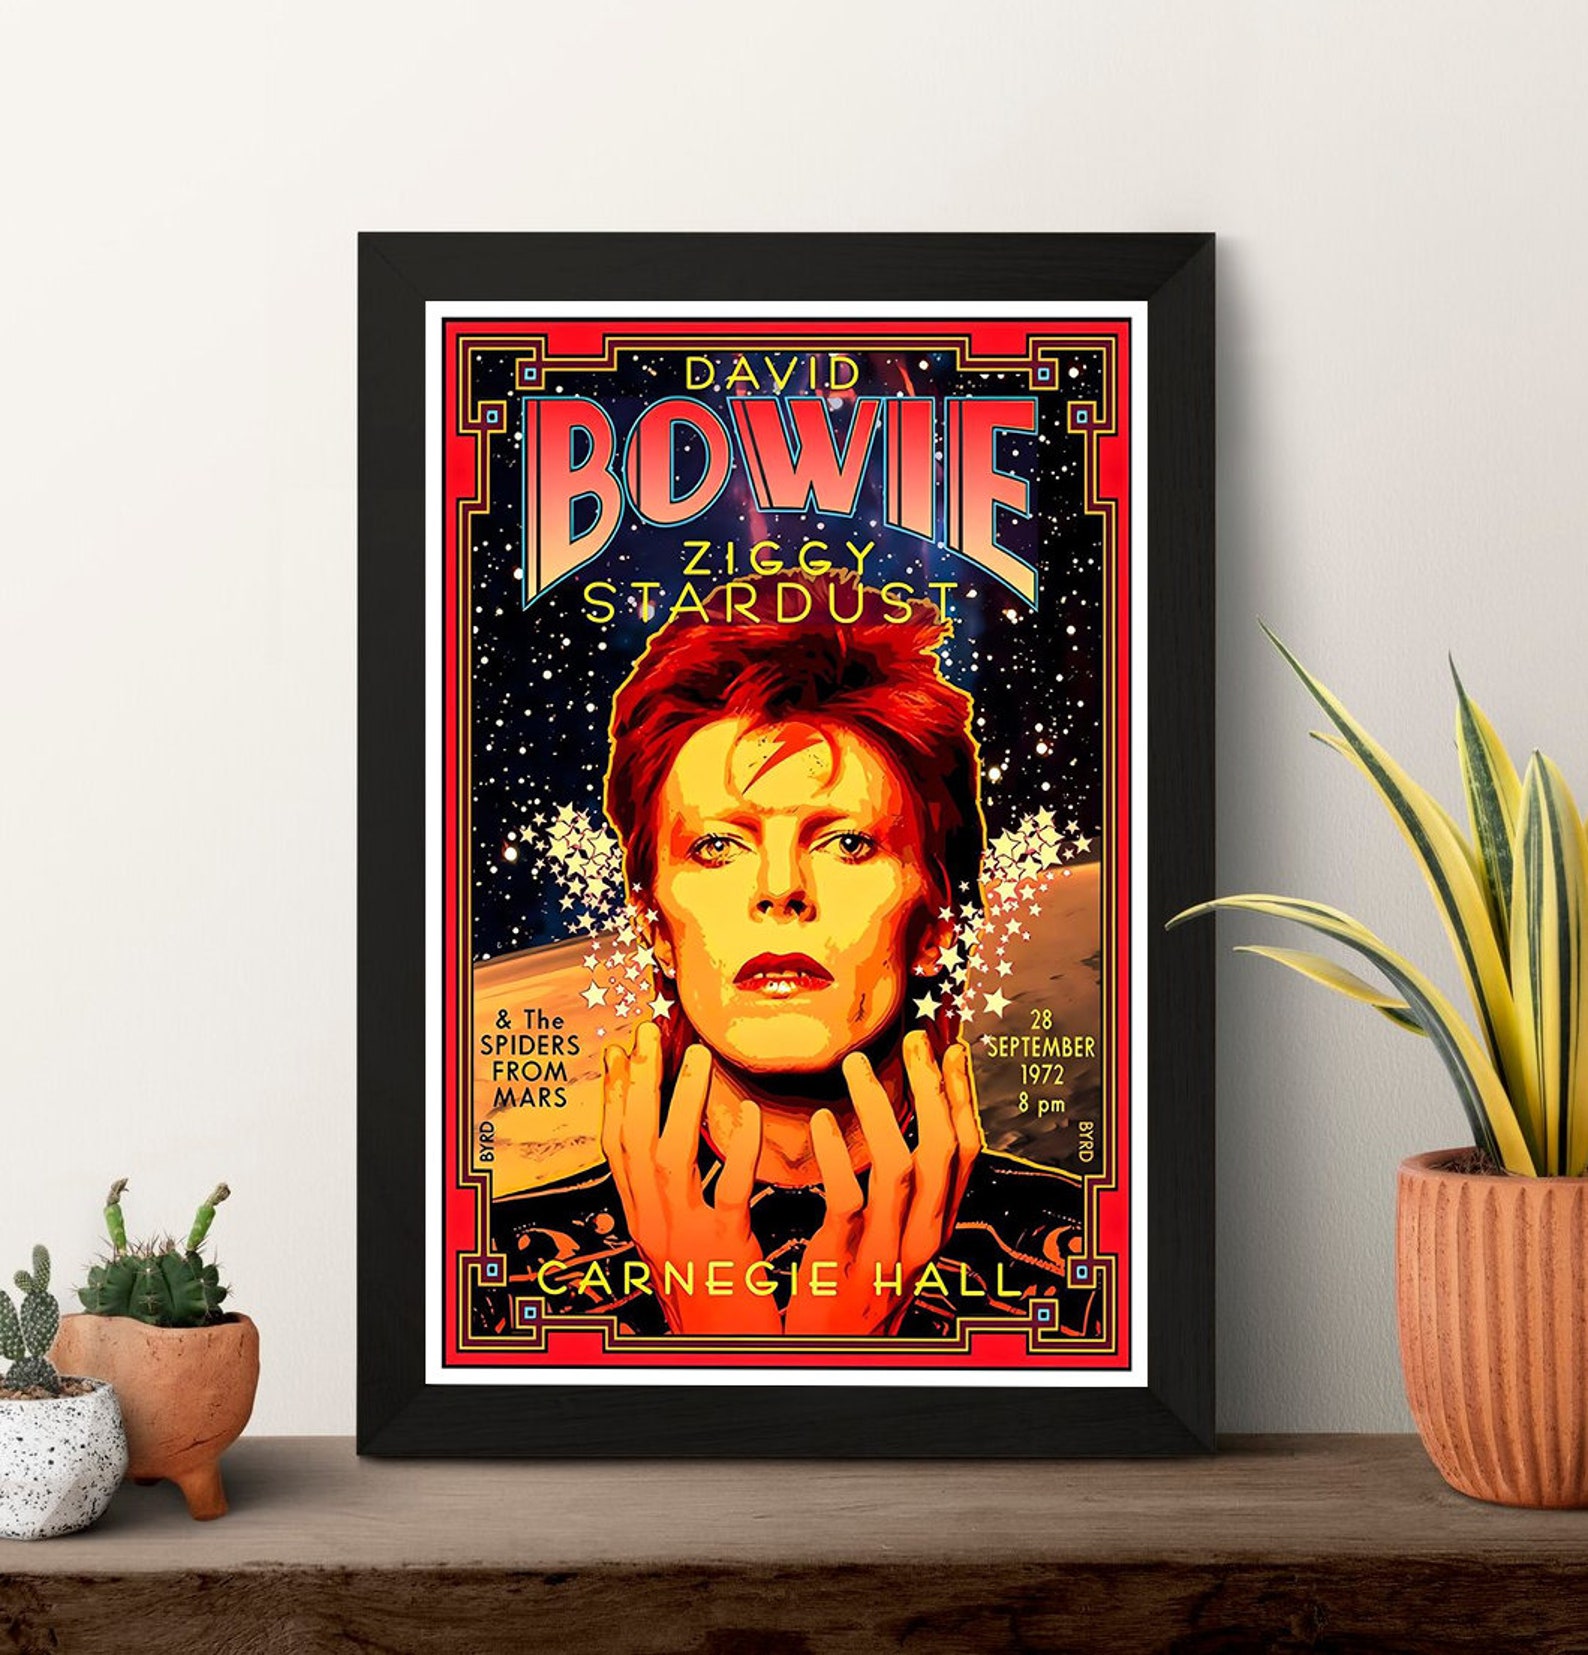 DAVID
BOWIE
ZIGGY
STARDUST
& The
SPIDERS
FROM
MARS
BYRD
28
SEPTEMBER
1972
8 pm
BYRD
CARNEGIE HALL